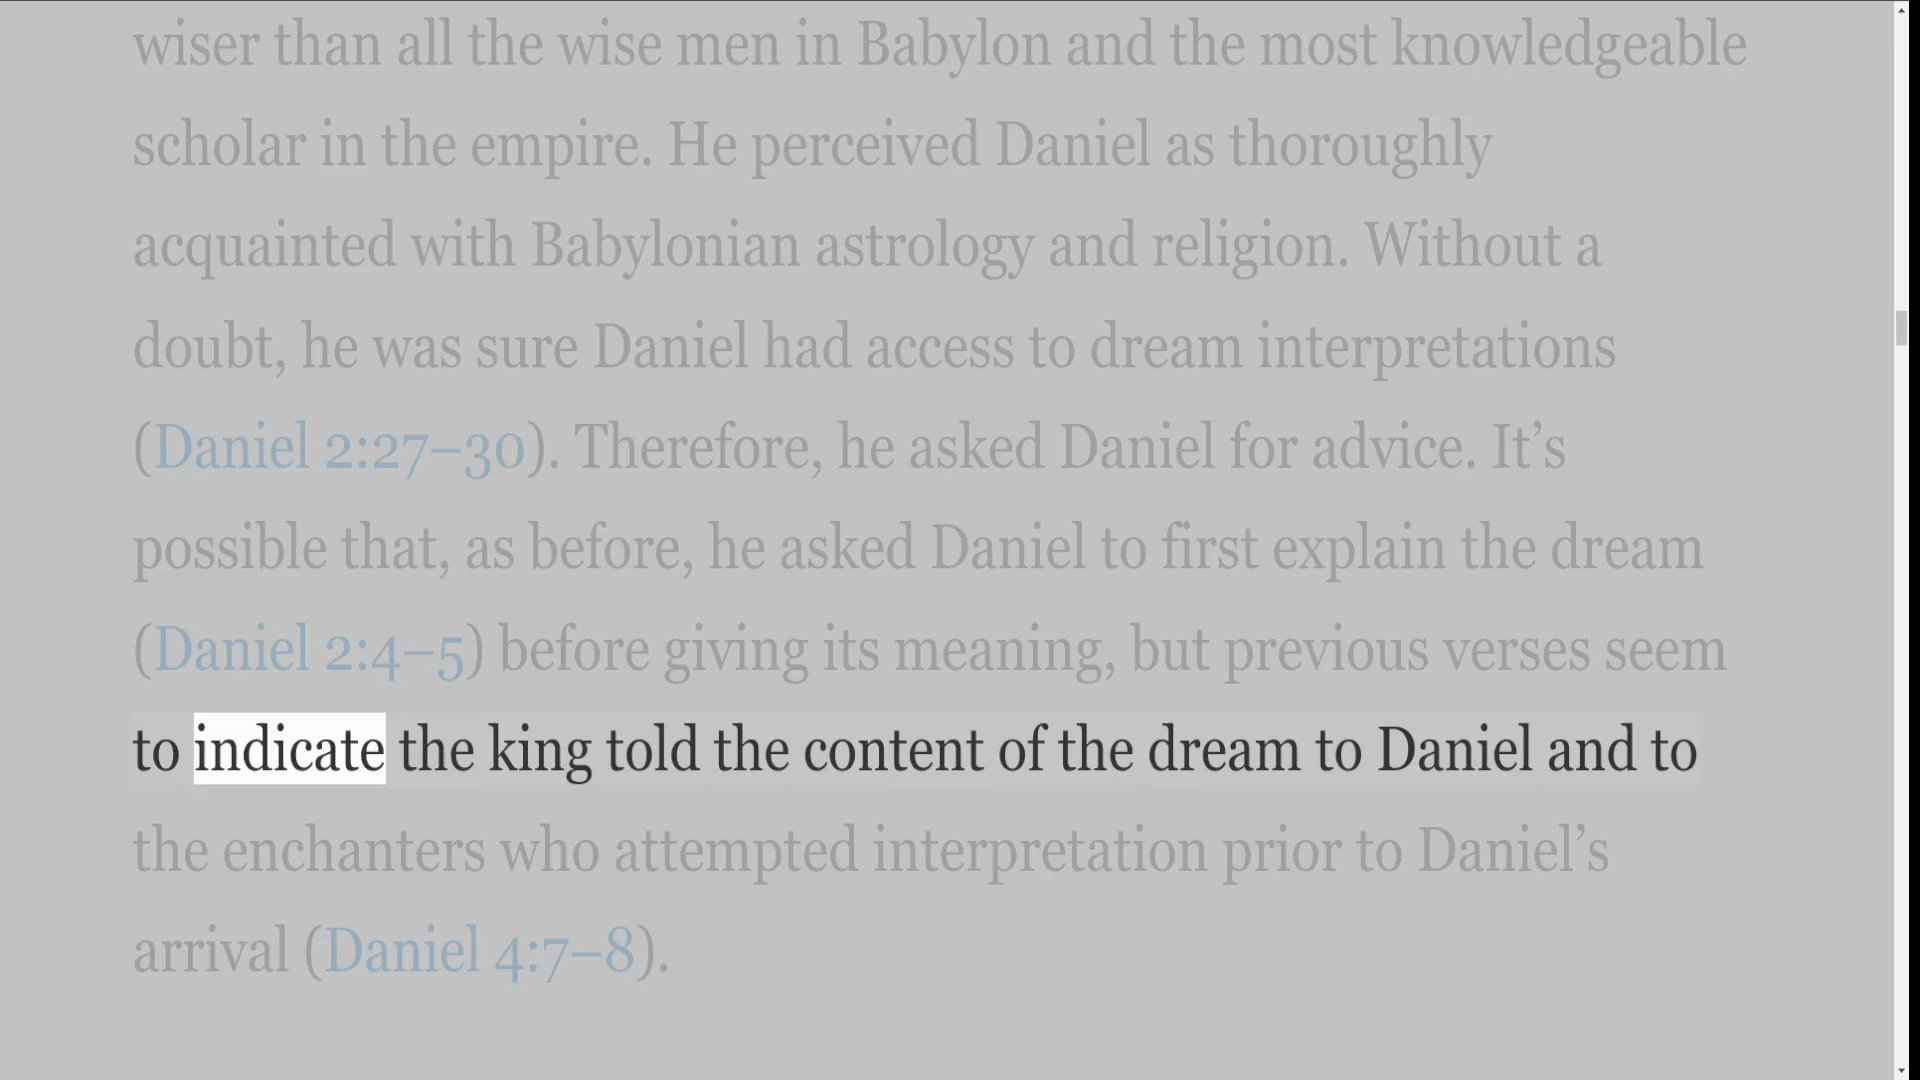 wiser than all the wise men in Babylon and the most knowledgeable
scholar in the empire. He perceived Daniel as thoroughly
acquainted with Babylonian astrology and religion. Without a
doubt, he was sure Daniel had access to dream interpretations
(Daniel 2:27–30). Therefore, he asked Daniel for advice. It’s
possible that, as before, he asked Daniel to first explain the dream
(Daniel 2:4–5) before giving its meaning, but previous verses seem
to indicate the king told the content of the dream to Daniel and to
the enchanters who attempted interpretation prior to Daniel’s
arrival (Daniel 4:7–8).